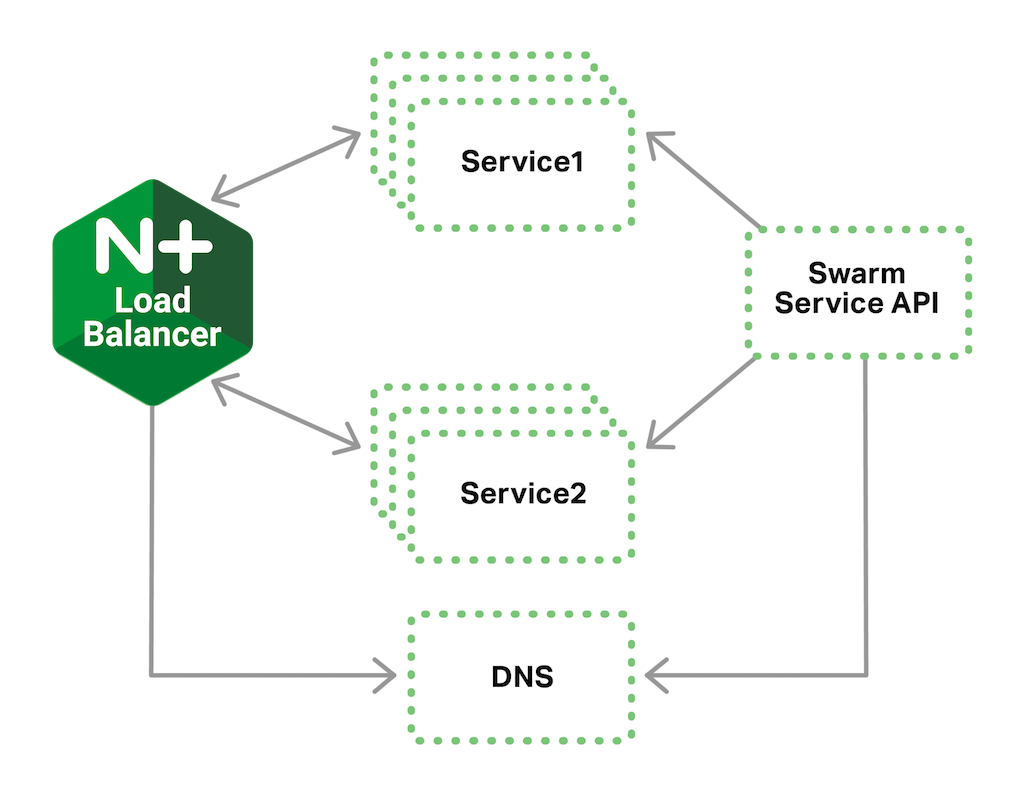 Service1
N+
Load
Balancer
Swarm
Service API
Service2
DNS